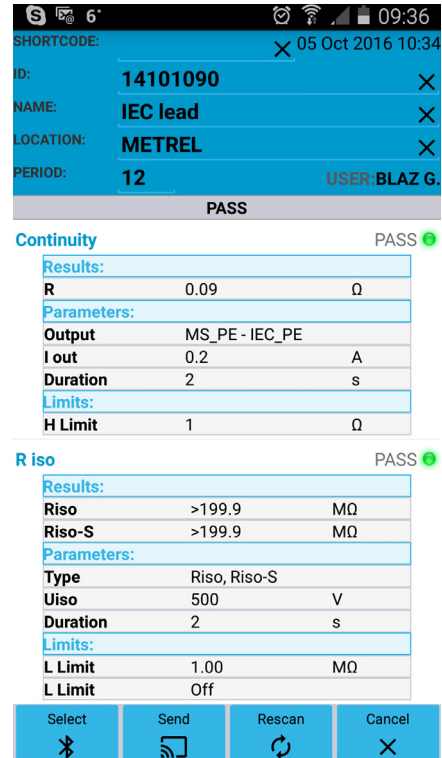 6° 09:36
SHORTCODE: 05 Oct 2016 10:34
ID: 14101090
NAME: IEC lead
LOCATION: METREL
PERIOD: 12 USER:BLAZ G.
PASS
Continuity PASS
Results:
R 0.09 Ω
Parameters:
Output MS_PE - IEC_PE
I out 0.2 A
Duration 2 s
Limits:
H Limit 1 Ω
R iso PASS
Results:
Riso >199.9 MΩ
Riso-S >199.9 MΩ
Parameters:
Type Riso, Riso-S
Uiso 500 V
Duration 2 s
Limits:
L Limit 1.00 MΩ
L Limit Off
Select Send Rescan Cancel